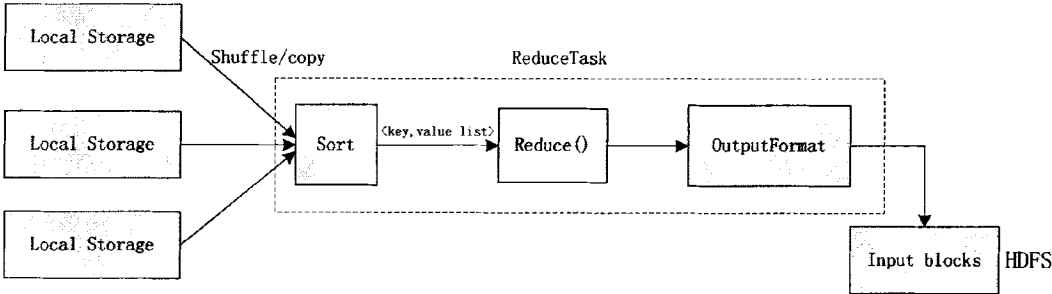 Local Storage
Shuffle/copy
ReduceTask
Local Storage
Sort
<key,value list>
Reduce()
OutputFormat
Local Storage
Input blocks
HDFS